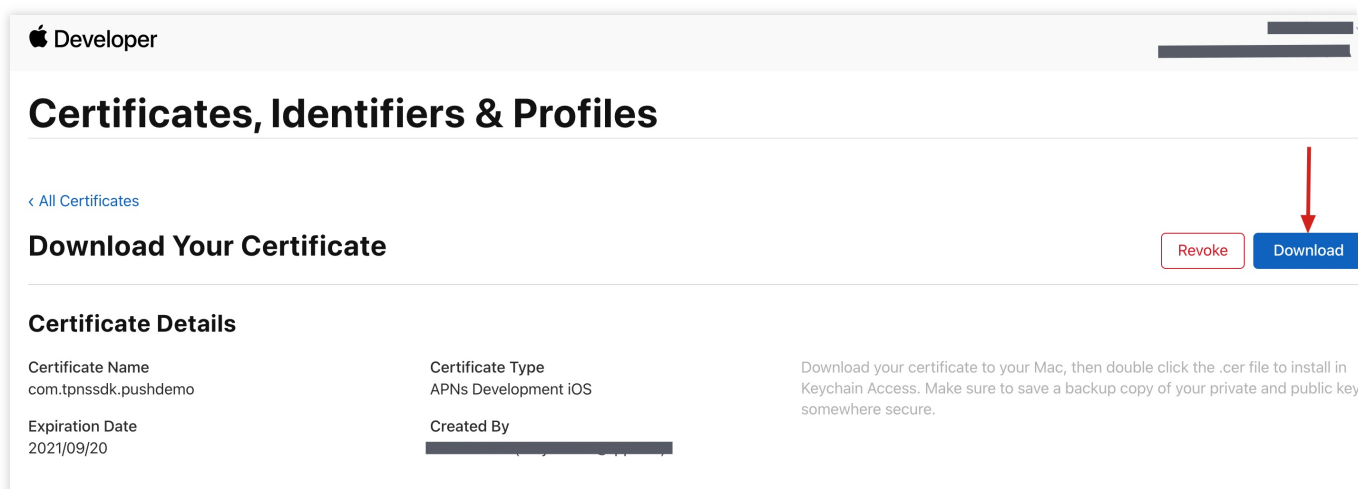 Developer
Certificates, Identifiers & Profiles
‹ All Certificates
Download Your Certificate
Revoke
Download
Certificate Details
Certificate Name
com.tpnssdk.pushdemo
Certificate Type
APNs Development iOS
Download your certificate to your Mac, then double click the .cer file to install in
Keychain Access. Make sure to save a backup copy of your private and public key
somewhere secure.
Expiration Date
2021/09/20
Created By